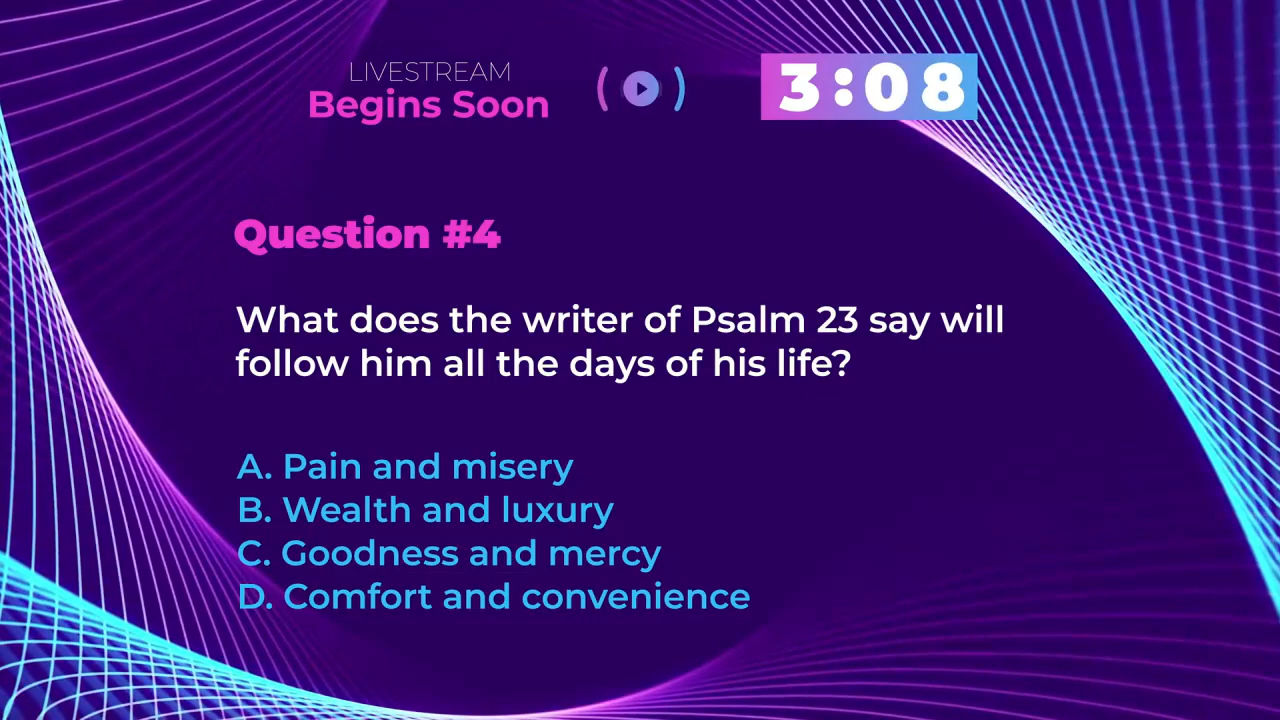 LIVESTREAM
Begins Soon
3:08
Question #4
What does the writer of Psalm 23 say will
follow him all the days of his life?
A. Pain and misery
B. Wealth and luxury
C. Goodness and mercy
D. Comfort and convenience